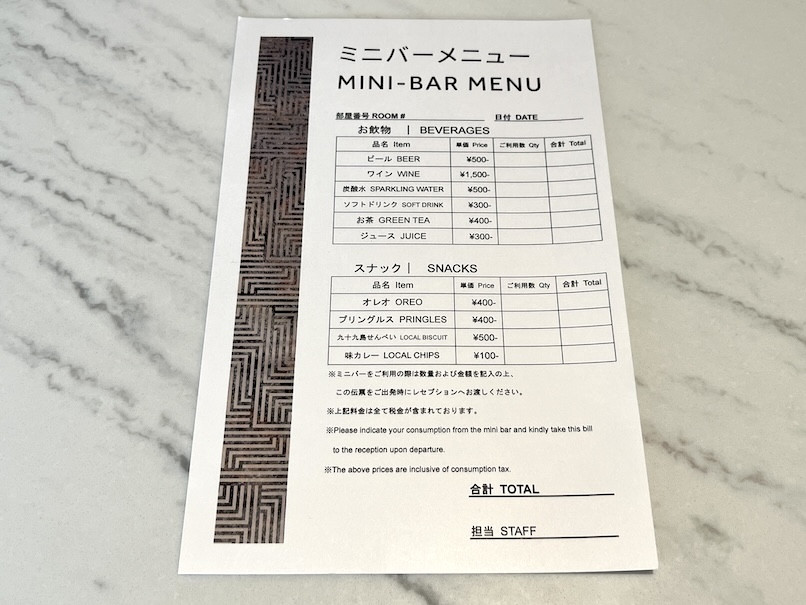 ミニバーメニュー
MINI-BAR MENU
部屋番号 ROOM # 日付 DATE
お飲物 | BEVERAGES
品名 Item 単価 Price ご利用数 Qty 合計 Total
ビール BEER ¥500-
ワイン WINE ¥1,500-
炭酸水 SPARKLING WATER ¥500-
ソフトドリンク SOFT DRINK ¥300-
お茶 GREEN TEA ¥400-
ジュース JUICE ¥300-
スナック | SNACKS
品名 Item 単価 Price ご利用数 Qty 合計 Total
オレオ OREO ¥400-
プリングルス PRINGLES ¥400-
九十九島せんぺい LOCAL BISCUIT ¥500-
味カレー LOCAL CHIPS ¥100-
※ミニバーをご利用の際は数量および金額を記入の上、
この伝票をご出発時にレセプションへお渡しください。
※上記料金は全て税金が含まれております。
※Please indicate your consumption from the mini bar and kindly take this bill
to the reception upon departure.
※The above prices are inclusive of consumption tax.
合計 TOTAL
担当 STAFF